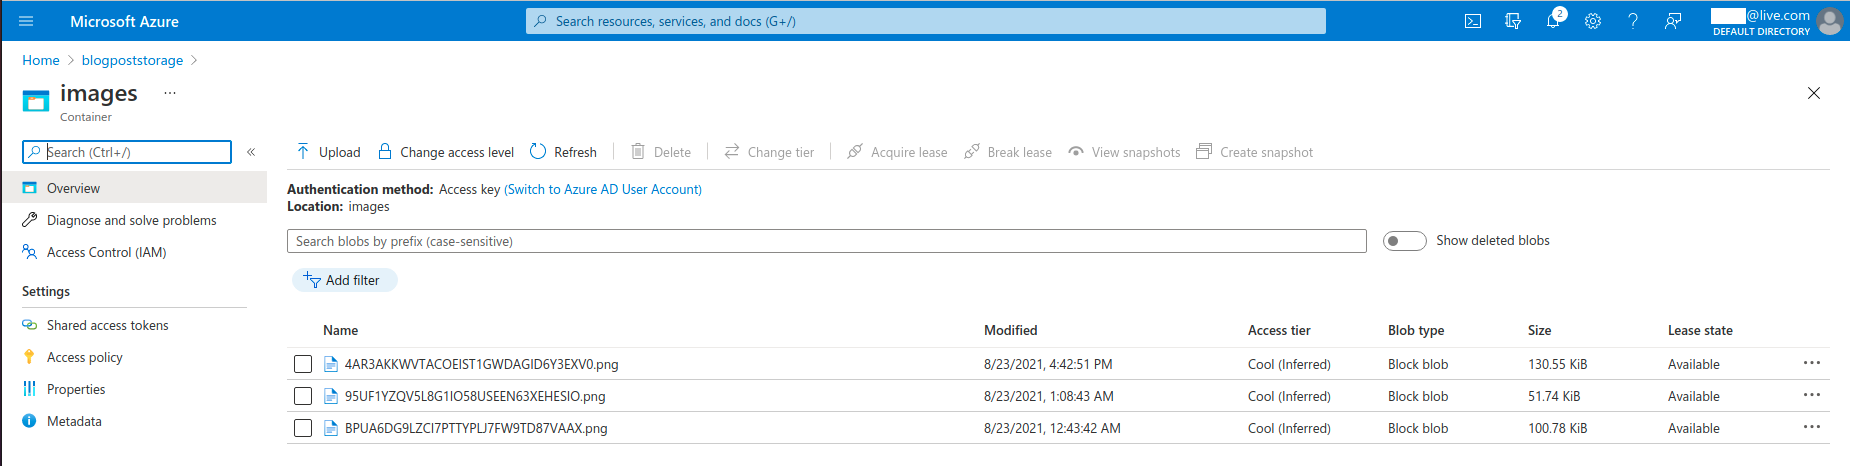 Microsoft Azure
Search resources, services, and docs (G+/)
2
@live.com
DEFAULT DIRECTORY
Home > blogpoststorage >
images ...
Container
Search (Ctrl+/)
«
Upload Change access level Refresh Delete Change tier Acquire lease Break lease View snapshots Create snapshot
Overview
Diagnose and solve problems
Access Control (IAM)
Settings
Shared access tokens
Access policy
Properties
Metadata
Authentication method: Access key (Switch to Azure AD User Account)
Location: images
Search blobs by prefix (case-sensitive)
Show deleted blobs
Add filter
Name Modified Access tier Blob type Size Lease state
4AR3AKKWVTACOEIST1GWDAGID6Y3EXV0.png 8/23/2021, 4:42:51 PM Cool (Inferred) Block blob 130.55 KiB Available ...
95UF1YZQV5L8G1IO58USEEN63XEHESIO.png 8/23/2021, 1:08:43 AM Cool (Inferred) Block blob 51.74 KiB Available ...
BPUA6DG9LZCI7PTTYPLJ7FW9TD87VAAX.png 8/23/2021, 12:43:42 AM Cool (Inferred) Block blob 100.78 KiB Available ...